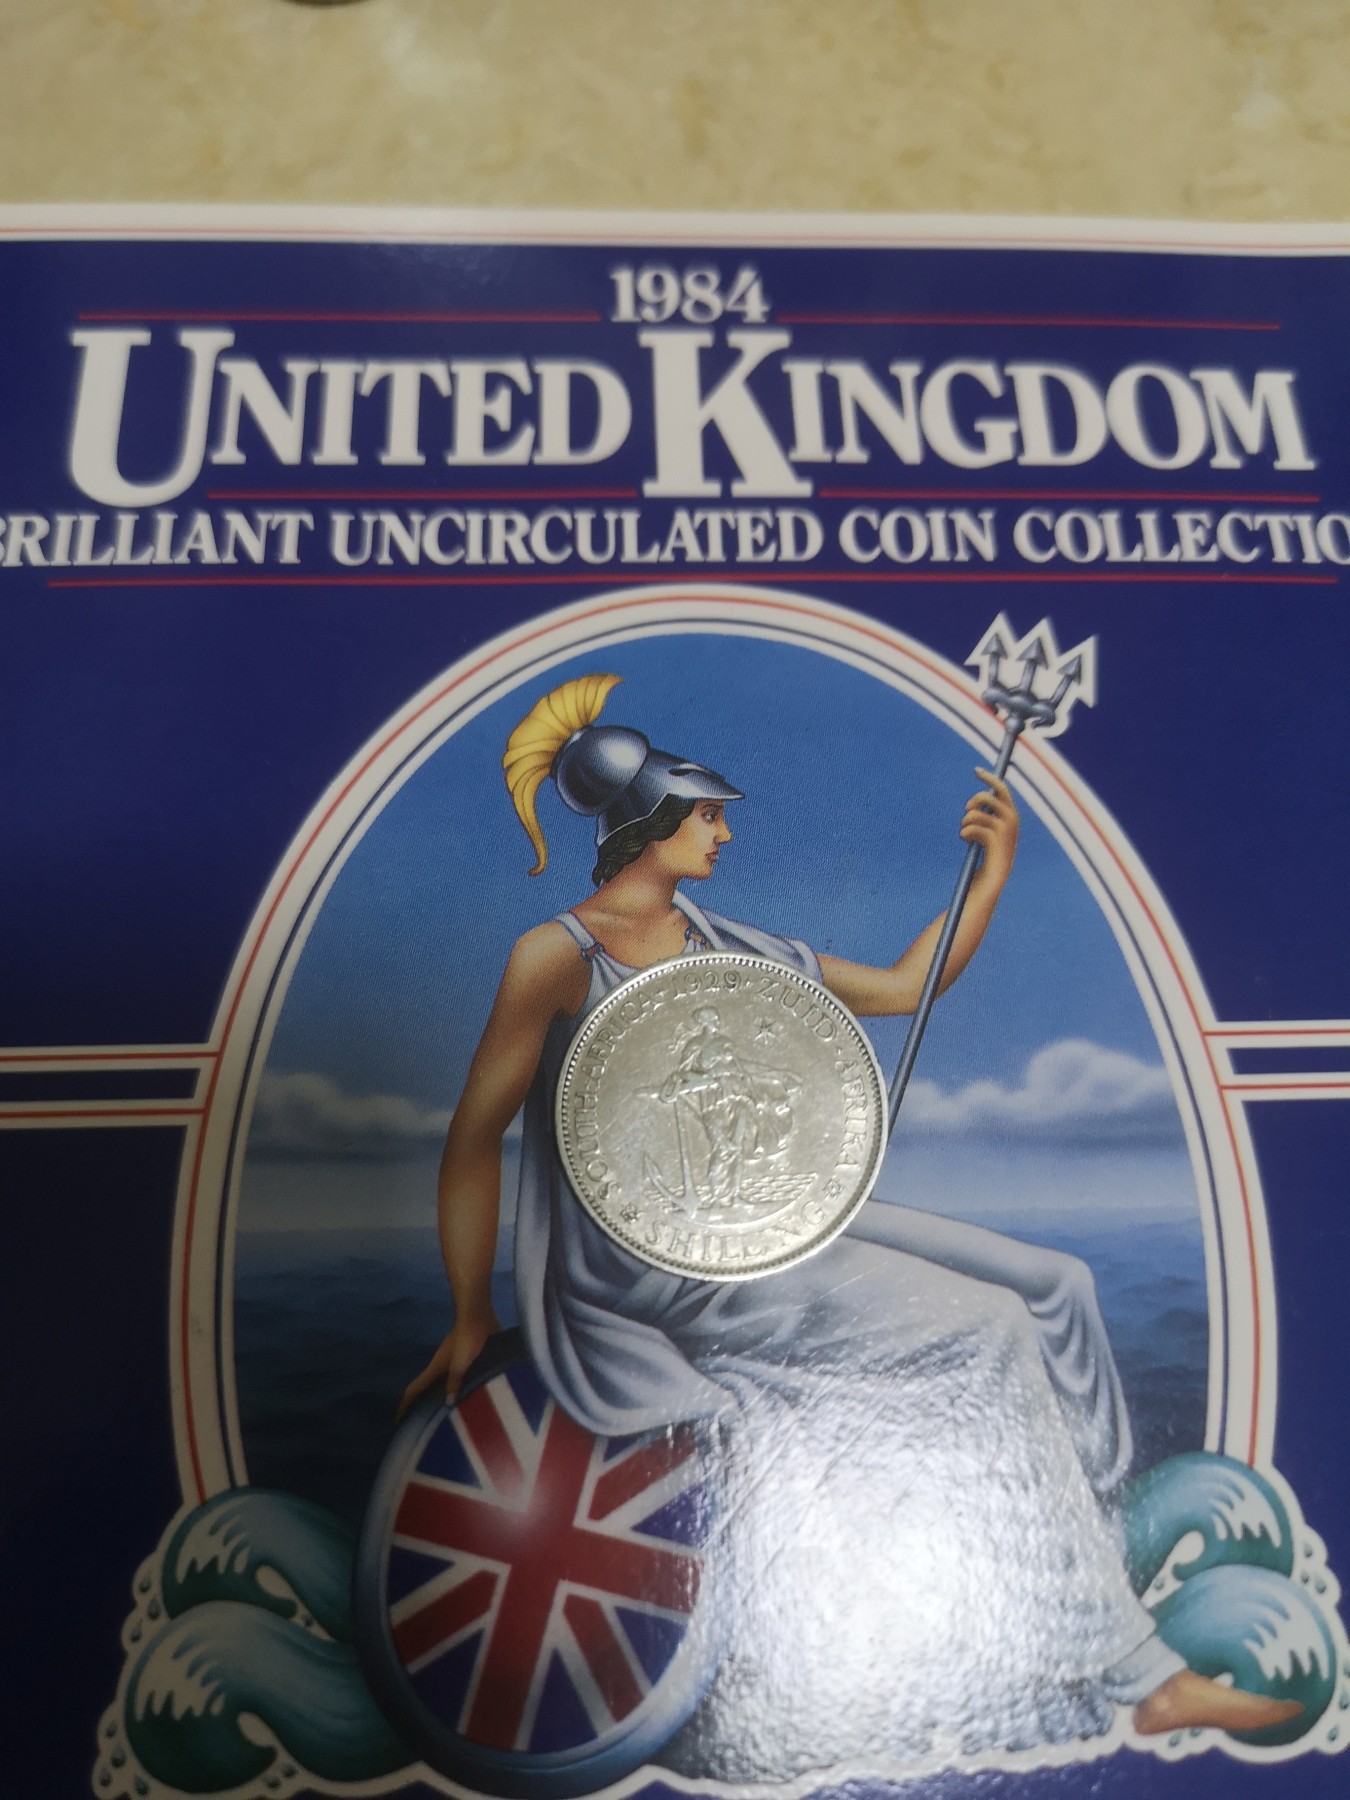 1984
UNITED KINGDOM
BRILLIANT UNCIRCULATED COIN COLLECTIO
SOUTH AFRICA · 1929 · ZUID · AFRIKA
SHILLING